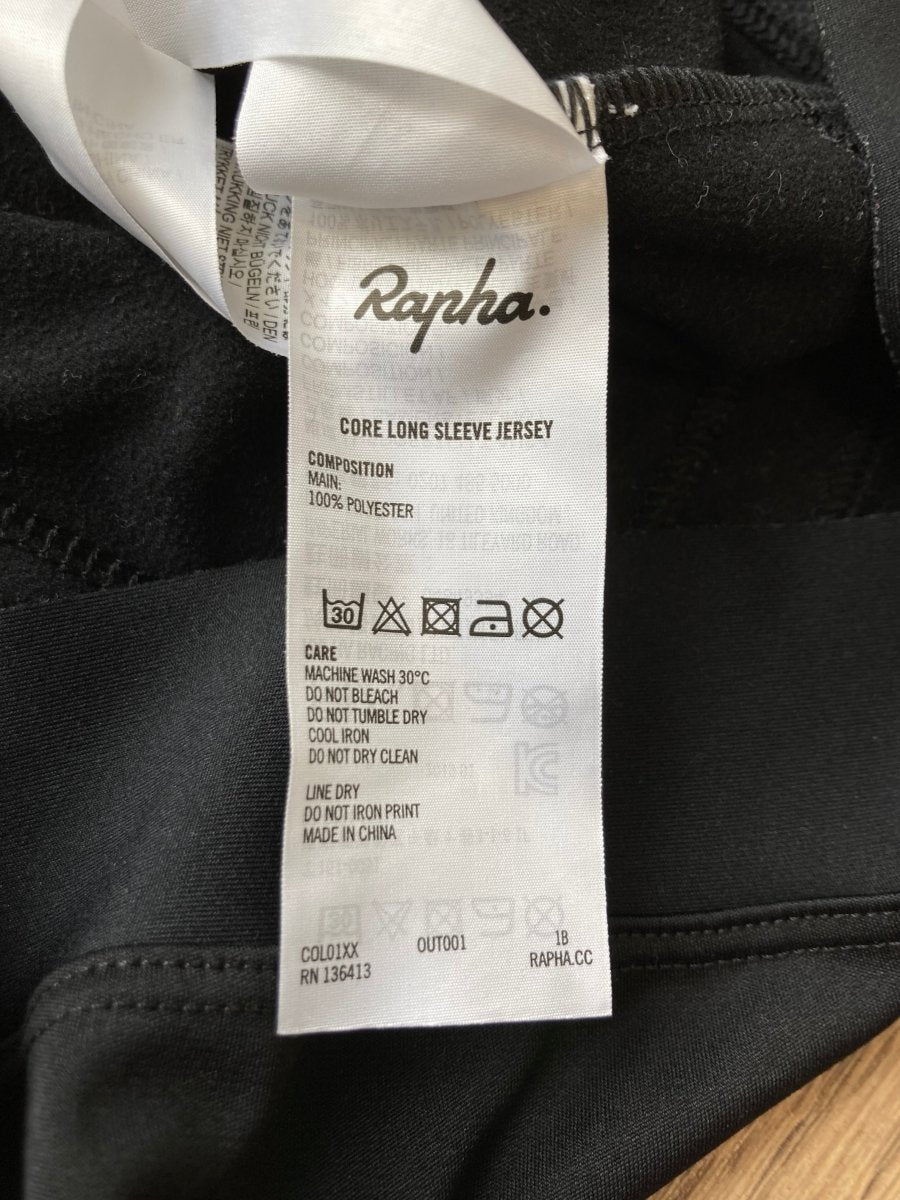 Rapha.
CORE LONG SLEEVE JERSEY
COMPOSITION
MAIN:
100% POLYESTER
30
CARE
MACHINE WASH 30°C
DO NOT BLEACH
DO NOT TUMBLE DRY
COOL IRON
DO NOT DRY CLEAN
LINE DRY
DO NOT IRON PRINT
MADE IN CHINA
COL01XX OUT001 1B
RN 136413 RAPHA.CC
NICHT BÜGELN